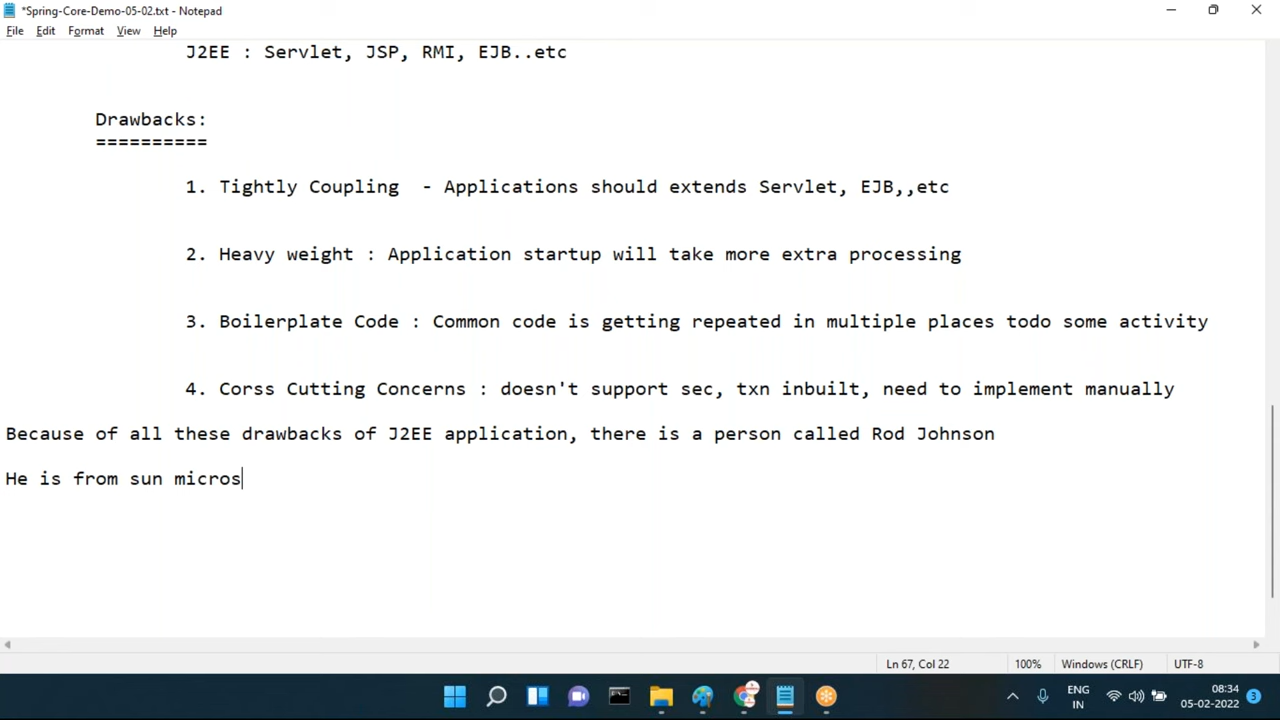 *Spring-Core-Demo-05-02.txt - Notepad
File Edit Format View Help
J2EE : Servlet, JSP, RMI, EJB..etc
Drawbacks:
==========
1. Tightly Coupling - Applications should extends Servlet, EJB,,etc
2. Heavy weight : Application startup will take more extra processing
3. Boilerplate Code : Common code is getting repeated in multiple places todo some activity
4. Corss Cutting Concerns : doesn't support sec, txn inbuilt, need to implement manually
Because of all these drawbacks of J2EE application, there is a person called Rod Johnson
He is from sun micros
Ln 67, Col 22 100% Windows (CRLF) UTF-8
ENG 08:34
IN 05-02-2022 3